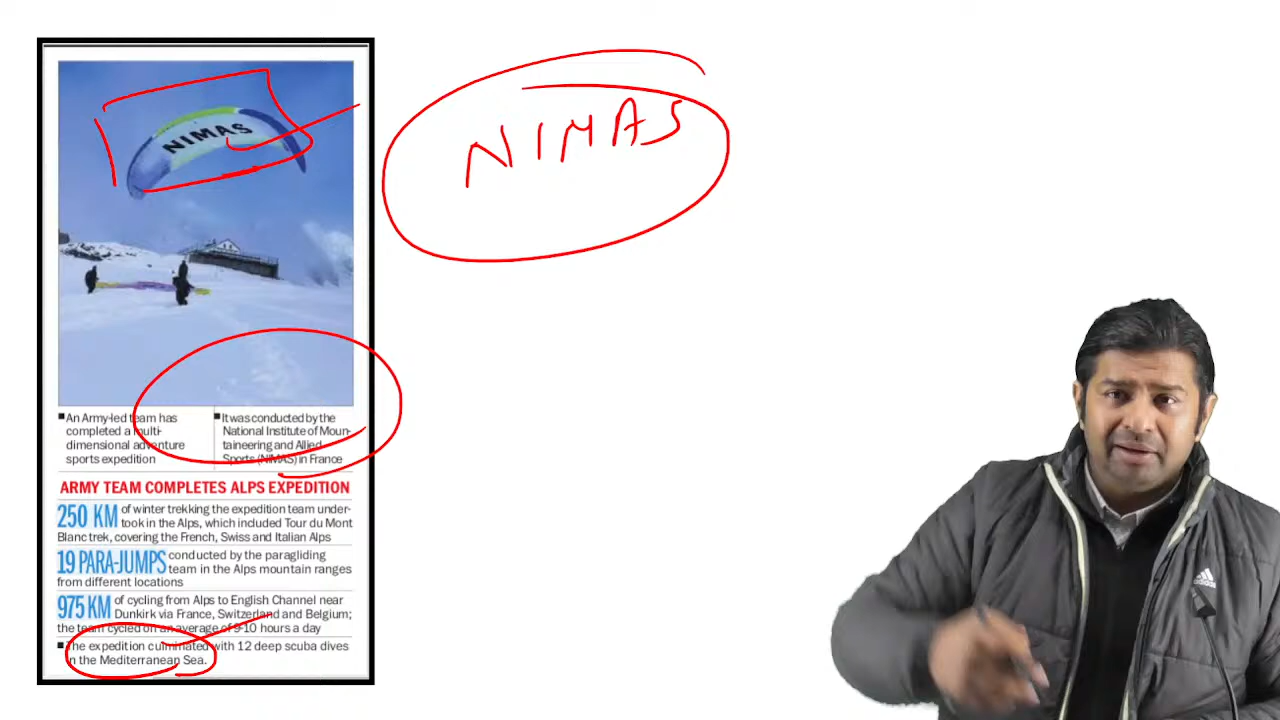 NIMAS
NIMAS
An Army-led team has
completed a multi-
dimensional adventure
sports expedition
It was conducted by the
National Institute of Moun-
taineering and Allied
Sports (NIMAS) in France
ARMY TEAM COMPLETES ALPS EXPEDITION
250 KM of winter trekking the expedition team under-
took in the Alps, which included Tour du Mont
Blanc trek, covering the French, Swiss and Italian Alps
19 PARA-JUMPS conducted by the paragliding
team in the Alps mountain ranges
from different locations
975 KM of cycling from Alps to English Channel near
Dunkirk via France, Switzerland and Belgium;
the team cycled on an average of 9-10 hours a day
The expedition culminated with 12 deep scuba dives
in the Mediterranean Sea.
adidas